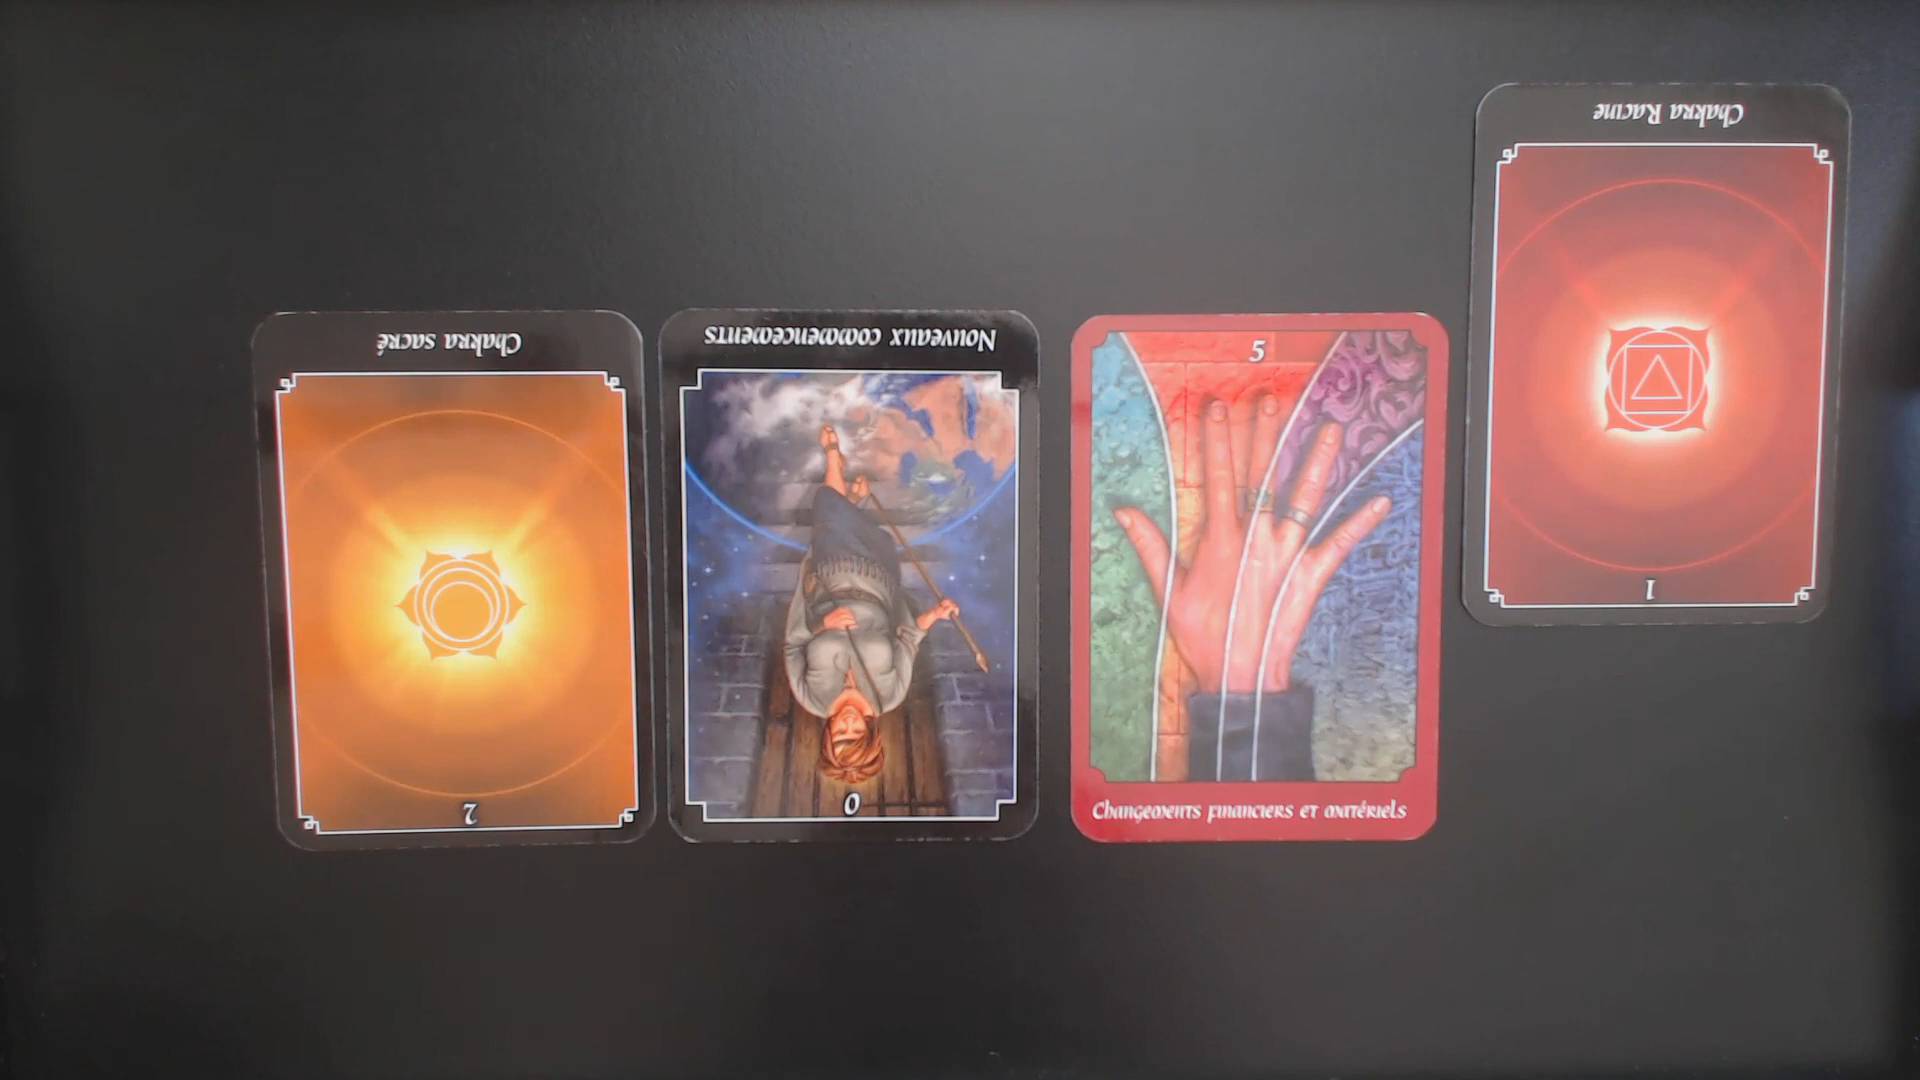 Chakra sacré
2
Nouveaux commencements
0
5
Changements financiers et matériels
Chakra Racine
1